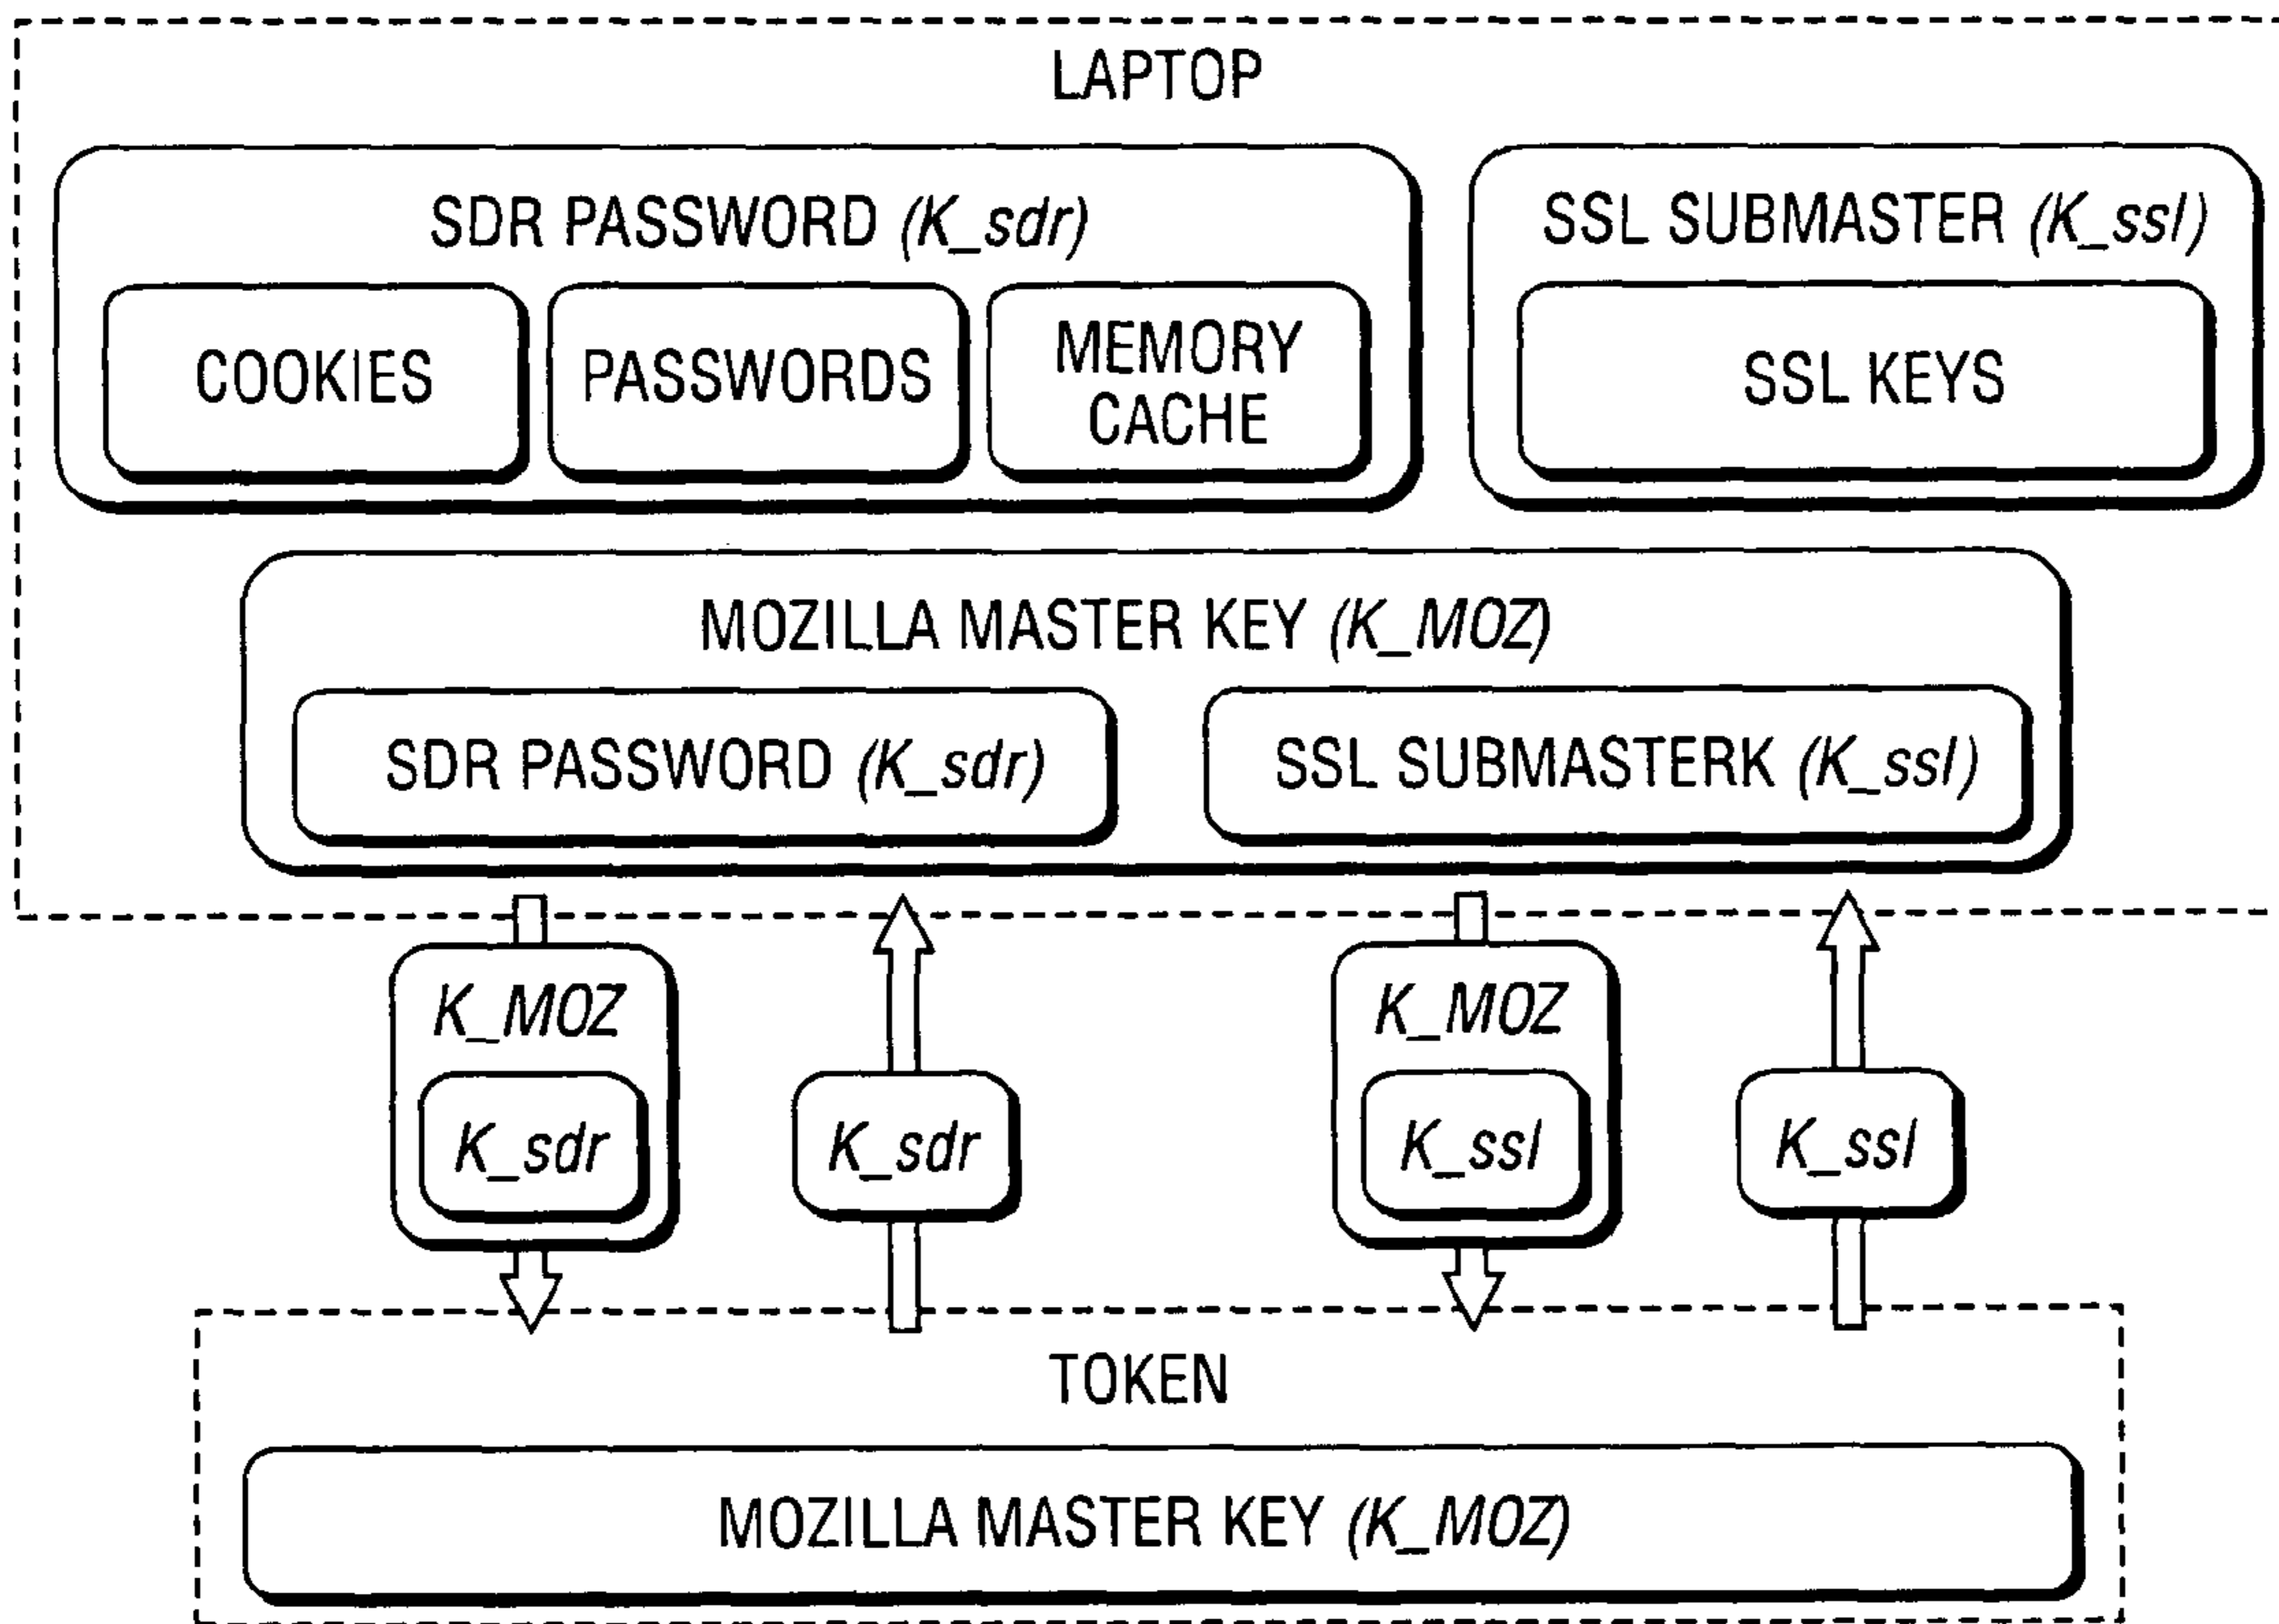 LAPTOP
SDR PASSWORD (K_sdr)
SSL SUBMASTER (K_ssl)
COOKIES
PASSWORDS
MEMORY
CACHE
SSL KEYS
MOZILLA MASTER KEY (K_MOZ)
SDR PASSWORD (K_sdr)
SSL SUBMASTERK (K_ssl)
K_MOZ
K_sdr
K_sdr
K_MOZ
K_ssl
K_ssl
TOKEN
MOZILLA MASTER KEY (K_MOZ)